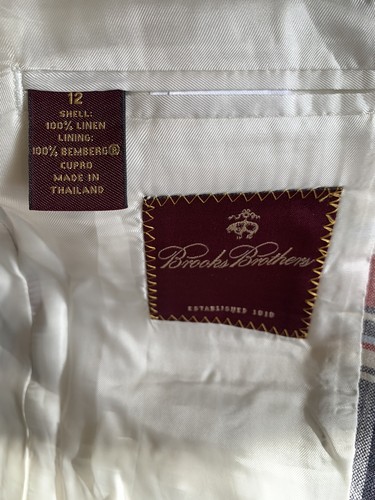 12
SHELL:
100% LINEN
LINING:
100% BEMBERG®
CUPRO
MADE IN
THAILAND
Brooks Brothers
ESTABLISHED 1818